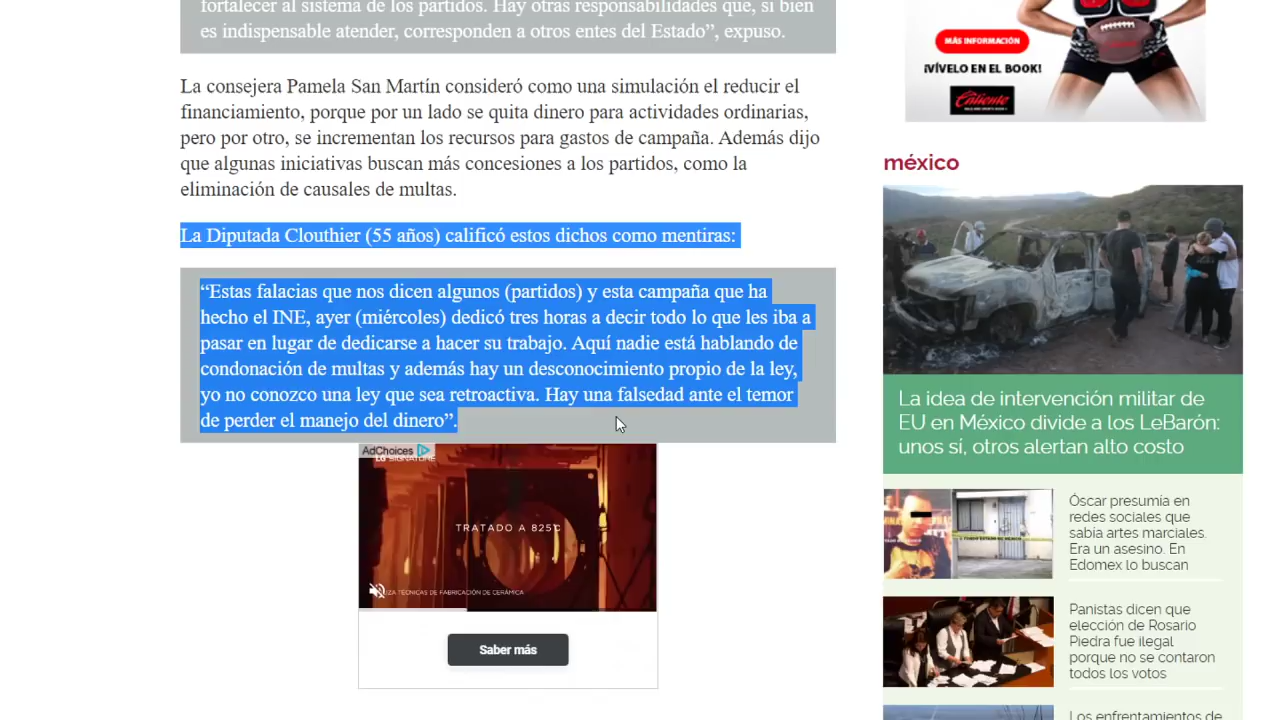 fortalecer al sistema de los partidos. Hay otras responsabilidades que, si bien
es indispensable atender, corresponden a otros entes del Estado”, expuso.
La consejera Pamela San Martín consideró como una simulación el reducir el
financiamiento, porque por un lado se quita dinero para actividades ordinarias,
pero por otro, se incrementan los recursos para gastos de campaña. Además dijo
que algunas iniciativas buscan más concesiones a los partidos, como la
eliminación de causales de multas.
La Diputada Clouthier (55 años) calificó estos dichos como mentiras:
“Estas falacias que nos dicen algunos (partidos) y esta campaña que ha
hecho el INE, ayer (miércoles) dedicó tres horas a decir todo lo que les iba a
pasar en lugar de dedicarse a hacer su trabajo. Aquí nadie está hablando de
condonación de multas y además hay un desconocimiento propio de la ley,
yo no conozco una ley que sea retroactiva. Hay una falsedad ante el temor
de perder el manejo del dinero”.
AdChoices
SIGNATURE
TRATADO A 825°C
IZA TÉCNICAS DE FABRICACIÓN DE CERÁMICA
Saber más
MÁS INFORMACIÓN
¡VÍVELO EN EL BOOK!
Caliente
méxico
La idea de intervención militar de
EU en México divide a los LeBarón:
unos sí, otros alertan alto costo
Óscar presumía en
redes sociales que
sabía artes marciales.
Era un asesino. En
Edomex lo buscan
Panistas dicen que
elección de Rosario
Piedra fue ilegal
porque no se contaron
todos los votos
Los enfrentamientos de